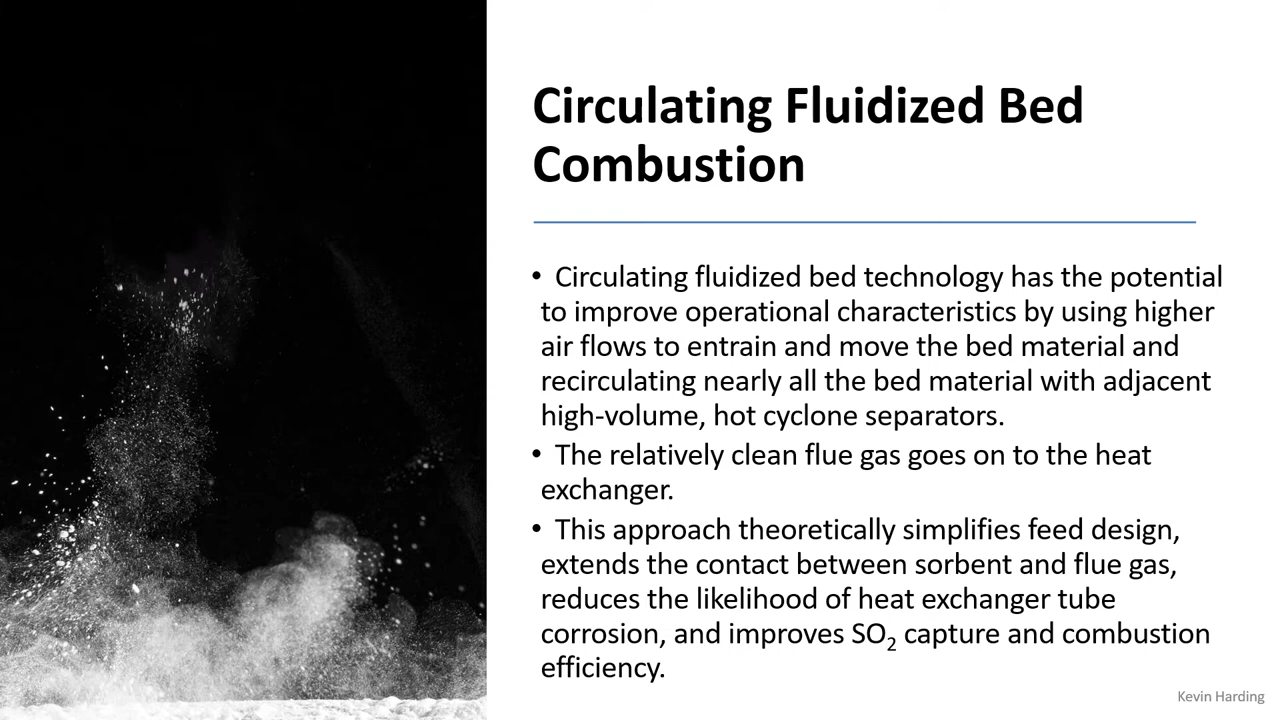 Circulating Fluidized Bed
Combustion
• Circulating fluidized bed technology has the potential
to improve operational characteristics by using higher
air flows to entrain and move the bed material and
recirculating nearly all the bed material with adjacent
high-volume, hot cyclone separators.
• The relatively clean flue gas goes on to the heat
exchanger.
• This approach theoretically simplifies feed design,
extends the contact between sorbent and flue gas,
reduces the likelihood of heat exchanger tube
corrosion, and improves SO₂ capture and combustion
efficiency.
Kevin Harding